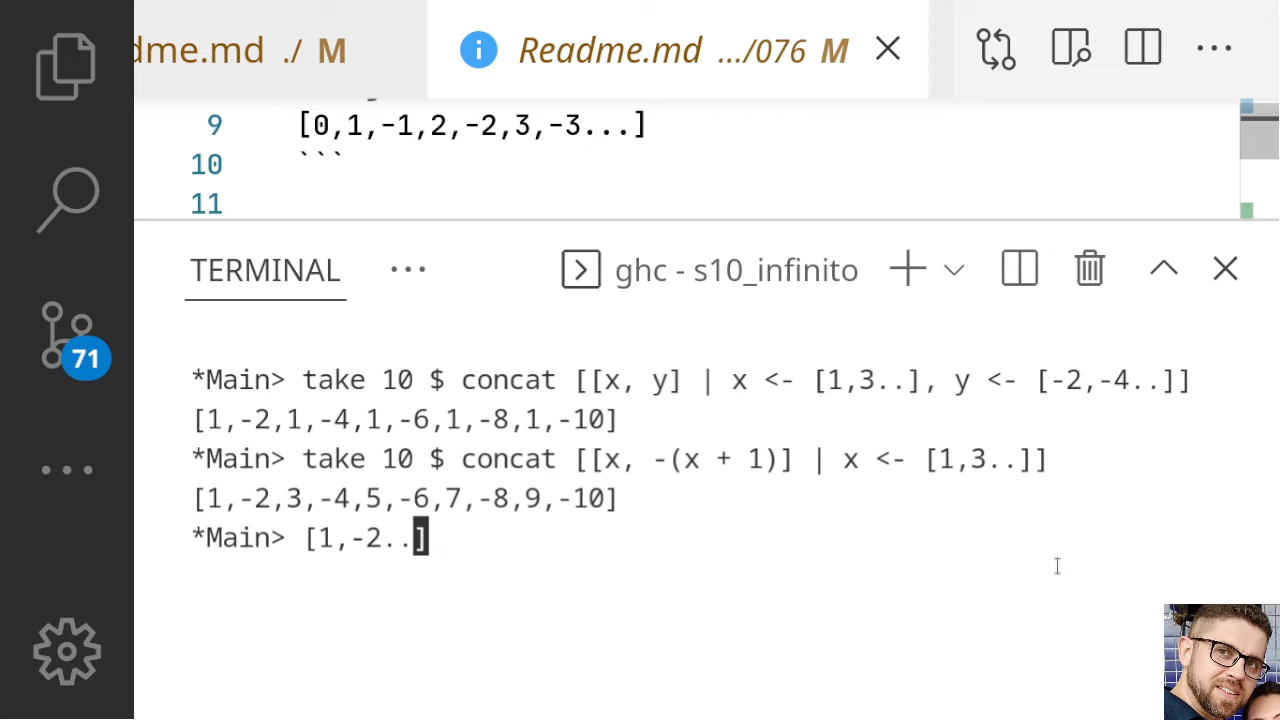 dme.md ./ M
Readme.md .../076 M
9 [0,1,-1,2,-2,3,-3...]
10 ```
11
TERMINAL
ghc - s10_infinito
71
*Main> take 10 $ concat [[x, y] | x <- [1,3..], y <- [-2,-4..]]
[1,-2,1,-4,1,-6,1,-8,1,-10]
*Main> take 10 $ concat [[x, -(x + 1)] | x <- [1,3..]]
[1,-2,3,-4,5,-6,7,-8,9,-10]
*Main> [1,-2..]